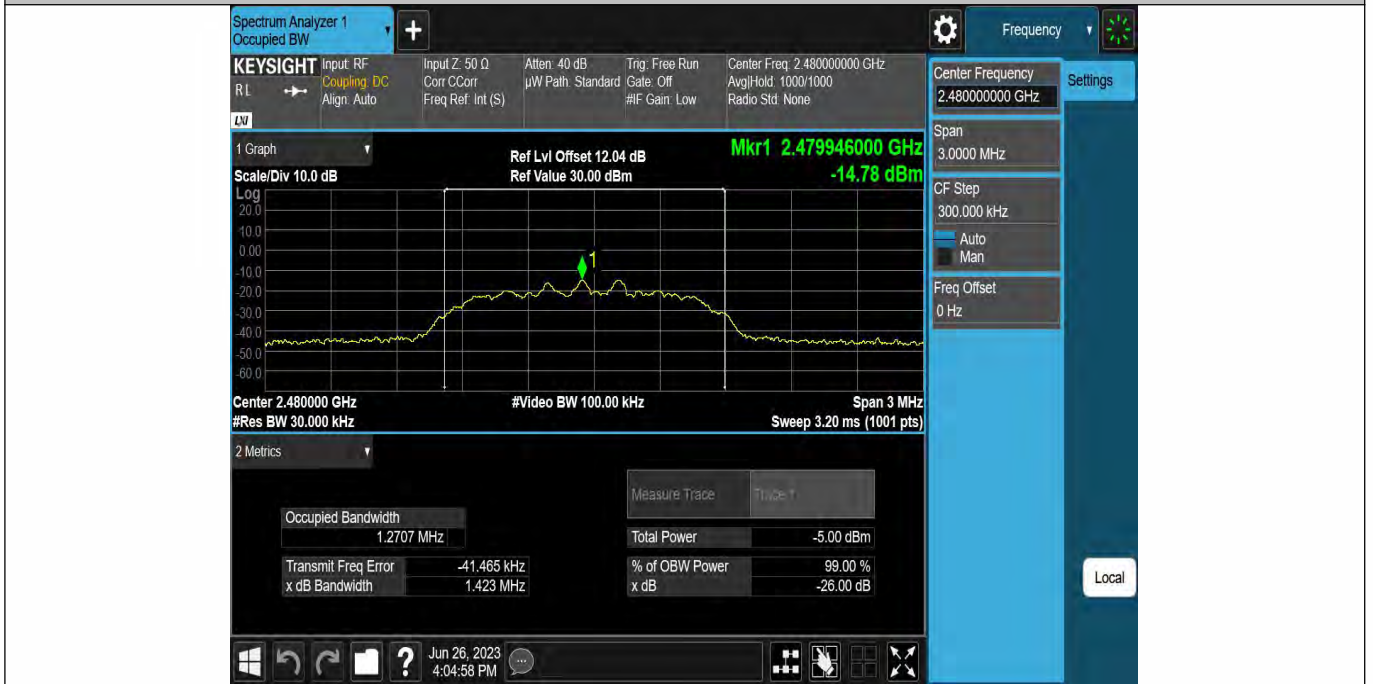 Spectrum Analyzer 1
Occupied BW
Frequency
KEYSIGHT
R L
LXI
Input: RF
Coupling: DC
Align: Auto
Input Z: 50 Ω
Corr CCorr
Freq Ref: Int (S)
Atten: 40 dB
µW Path: Standard
Trig: Free Run
Gate: Off
#IF Gain: Low
Center Freq: 2.480000000 GHz
Avg|Hold: 1000/1000
Radio Std: None
Center Frequency
2.480000000 GHz
Settings
Span
3.0000 MHz
CF Step
300.000 kHz
Auto
Man
Freq Offset
0 Hz
Local
1 Graph
Scale/Div 10.0 dB
Ref Lvl Offset 12.04 dB
Ref Value 30.00 dBm
Mkr1 2.479946000 GHz
-14.78 dBm
Log
20.0
10.0
0.00
-10.0
-20.0
-30.0
-40.0
-50.0
-60.0
1
Center 2.480000 GHz
#Res BW 30.000 kHz
#Video BW 100.00 kHz
Span 3 MHz
Sweep 3.20 ms (1001 pts)
2 Metrics
Measure Trace
Trace 1
Occupied Bandwidth
1.2707 MHz
Total Power -5.00 dBm
Transmit Freq Error -41.465 kHz
% of OBW Power 99.00 %
x dB Bandwidth 1.423 MHz
x dB -26.00 dB
Jun 26, 2023
4:04:58 PM